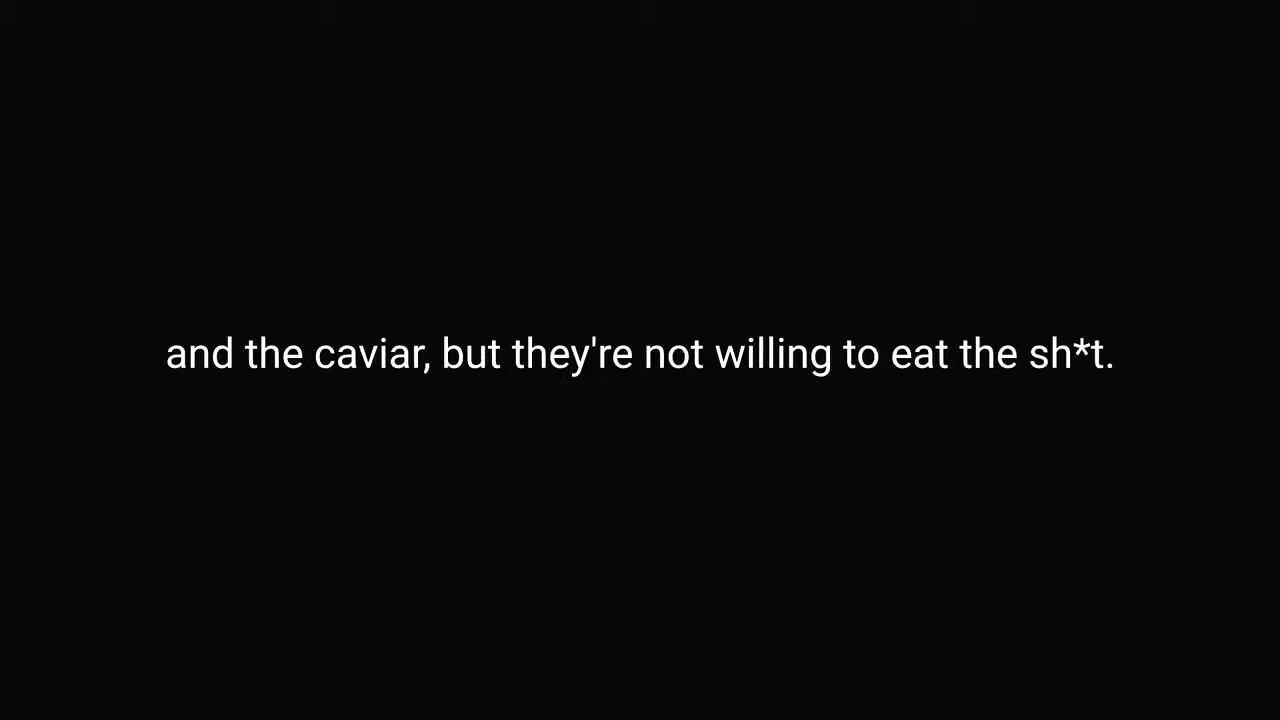 and the caviar, but they're not willing to eat the sh*t.